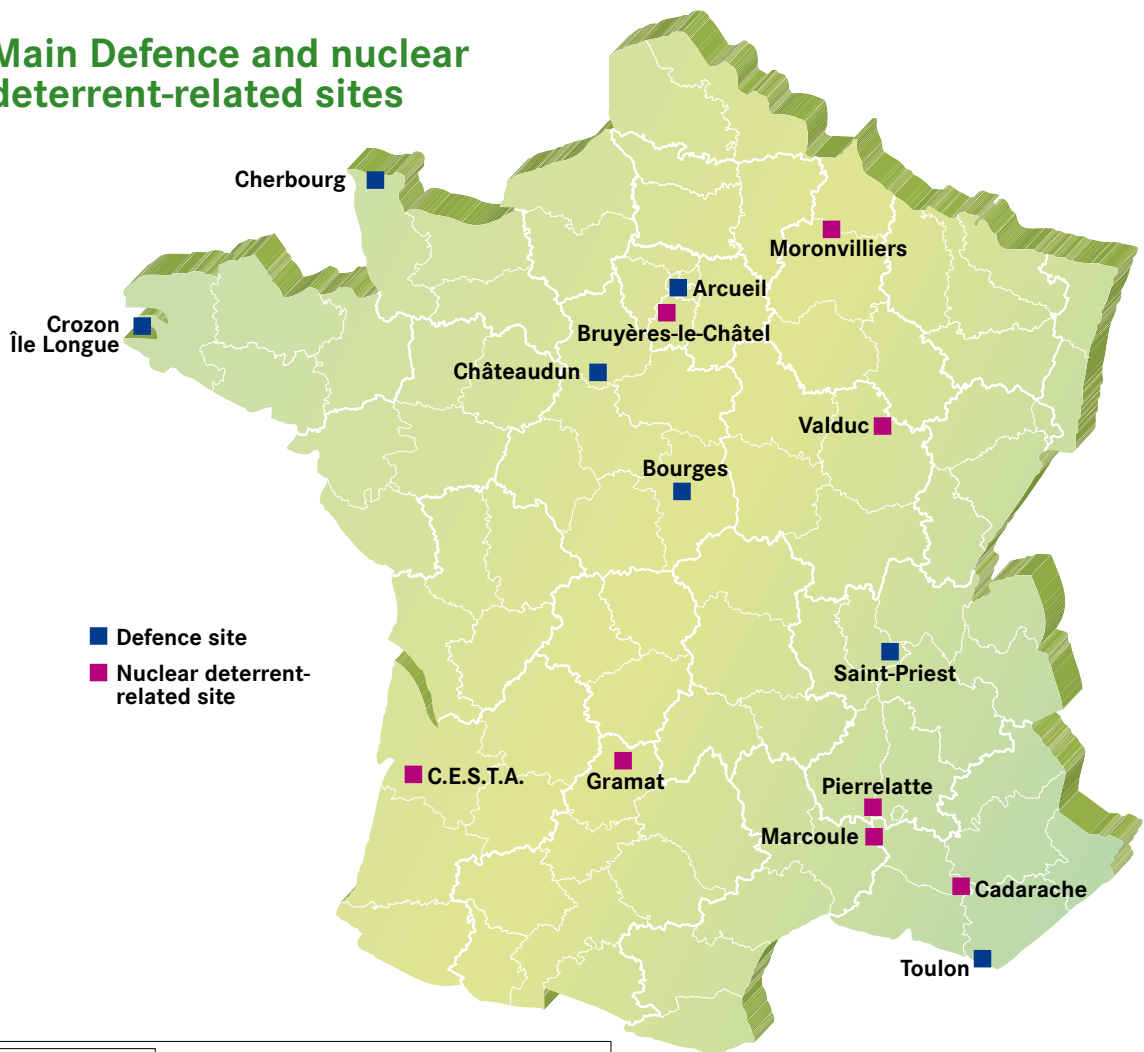 Main Defence and nuclear
deterrent-related sites
Cherbourg
Moronvilliers
Arcueil
Crozon
Île Longue
Bruyères-le-Châtel
Châteaudun
Valduc
Bourges
Defence site
Nuclear deterrent-
related site
Saint-Priest
C.E.S.T.A.
Gramat
Pierrelatte
Marcoule
Cadarache
Toulon